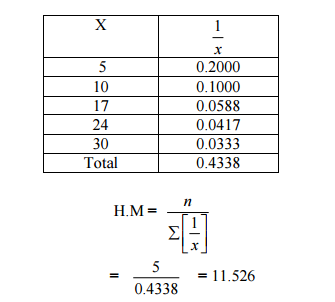 X 1/x
5 0.2000
10 0.1000
17 0.0588
24 0.0417
30 0.0333
Total 0.4338
H.M = n / Σ[1/x]
= 5 / 0.4338 = 11.526